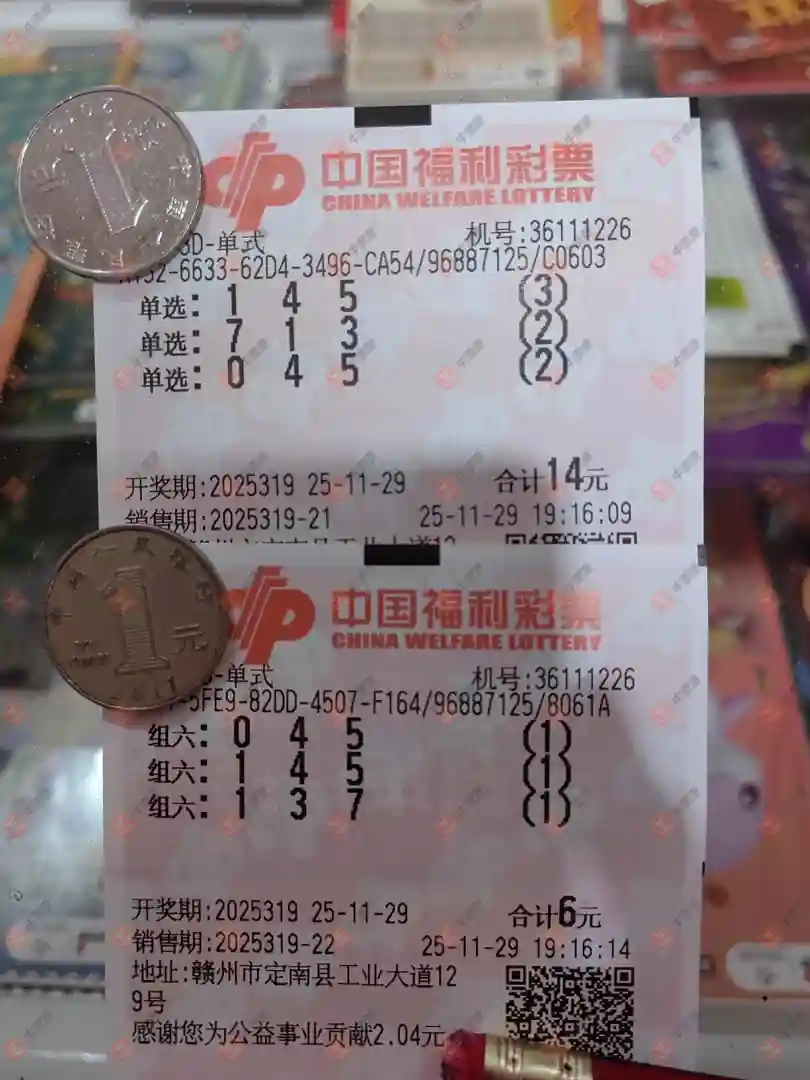 中国福利彩票
CHINA WELFARE LOTTERY
3D-单式 机号:36111226
52-6633-62D4-3496-CA54/96887125/C0603
单选: 1 4 5 (3)
单选: 7 1 3 (2)
单选: 0 4 5 (2)
开奖期:2025319 25-11-29 合计14元
销售期:2025319-21 25-11-29 19:16:09
中国福利彩票
CHINA WELFARE LOTTERY
-单式 机号:36111226
-5FE9-82DD-4507-F164/96887125/8061A
组六: 0 4 5 (1)
组六: 1 4 5 (1)
组六: 1 3 7 (1)
开奖期:2025319 25-11-29 合计6元
销售期:2025319-22 25-11-29 19:16:14
地址:赣州市定南县工业大道12
9号
感谢您为公益事业贡献2.04元
1
1元